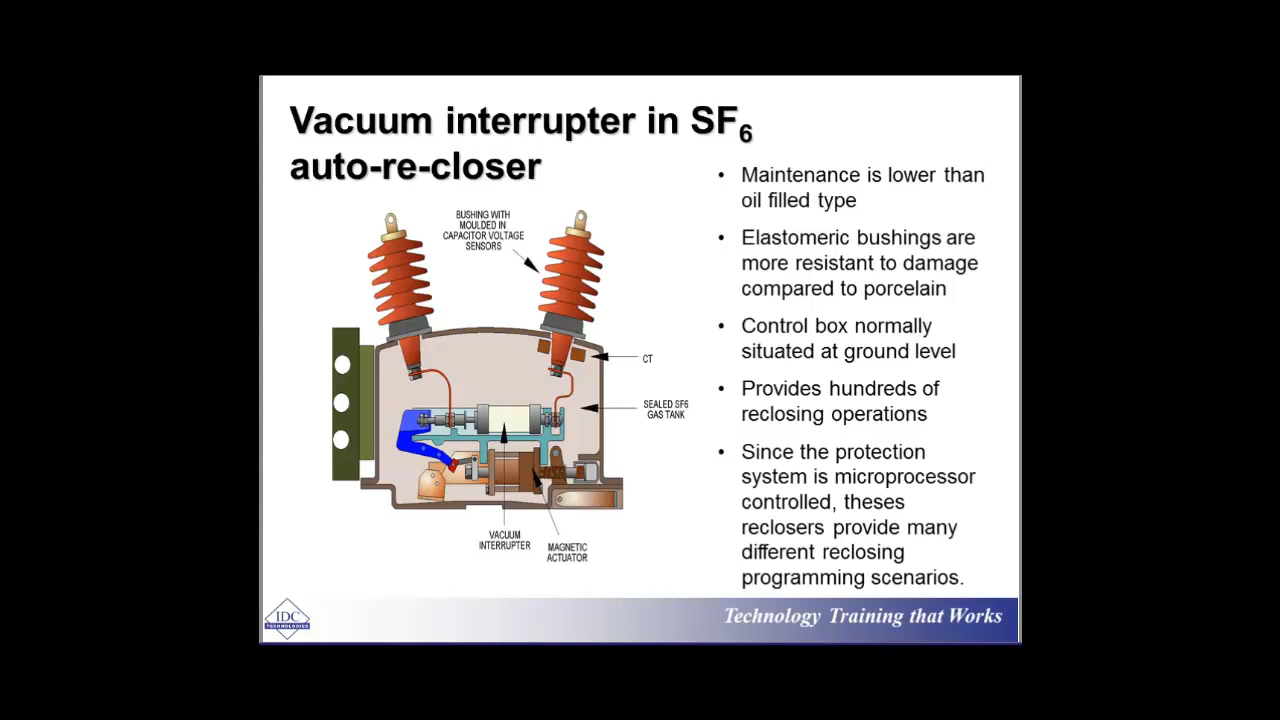 Vacuum interrupter in SF6
auto-re-closer
BUSHING WITH
MOULDED IN
CAPACITOR VOLTAGE
SENSORS
CT
SEALED SF6
GAS TANK
VACUUM
INTERRUPTER
MAGNETIC
ACTUATOR
• Maintenance is lower than
oil filled type
• Elastomeric bushings are
more resistant to damage
compared to porcelain
• Control box normally
situated at ground level
• Provides hundreds of
reclosing operations
• Since the protection
system is microprocessor
controlled, theses
reclosers provide many
different reclosing
programming scenarios.
IDC
TECHNOLOGIES
Technology Training that Works